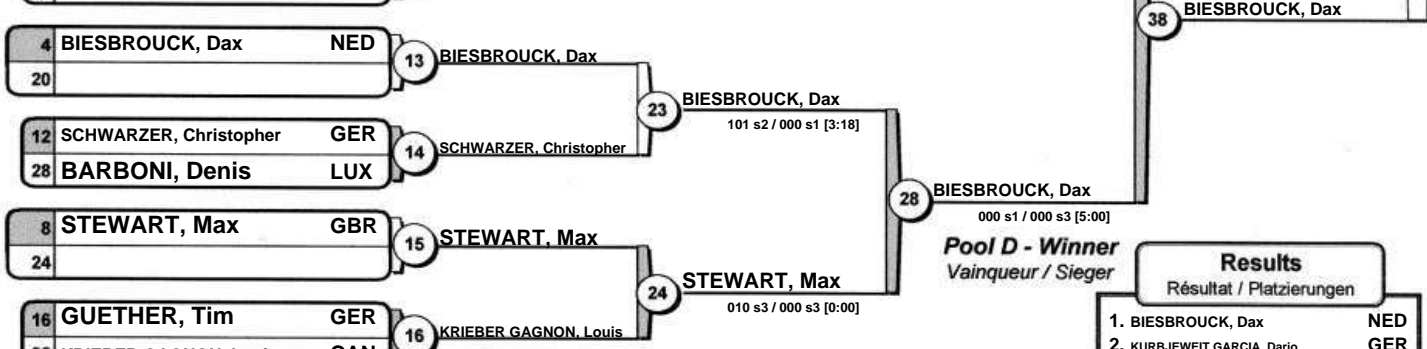 BIESBROUCK, Dax
38
4 BIESBROUCK, Dax NED
20
13
BIESBROUCK, Dax
12 SCHWARZER, Christopher GER
28 BARBONI, Denis LUX
14
SCHWARZER, Christopher
23
BIESBROUCK, Dax
101 s2 / 000 s1 [3:18]
8 STEWART, Max GBR
24
15
STEWART, Max
16 GUETHER, Tim GER
16
KRIEBER GAGNON, Louis
24
STEWART, Max
010 s3 / 000 s3 [0:00]
28
BIESBROUCK, Dax
000 s1 / 000 s3 [5:00]
Pool D - Winner
Vainqueur / Sieger
Results
Résultat / Platzierungen
1. BIESBROUCK, Dax NED
2. KURBJEWEIT GARCIA, Dario GER